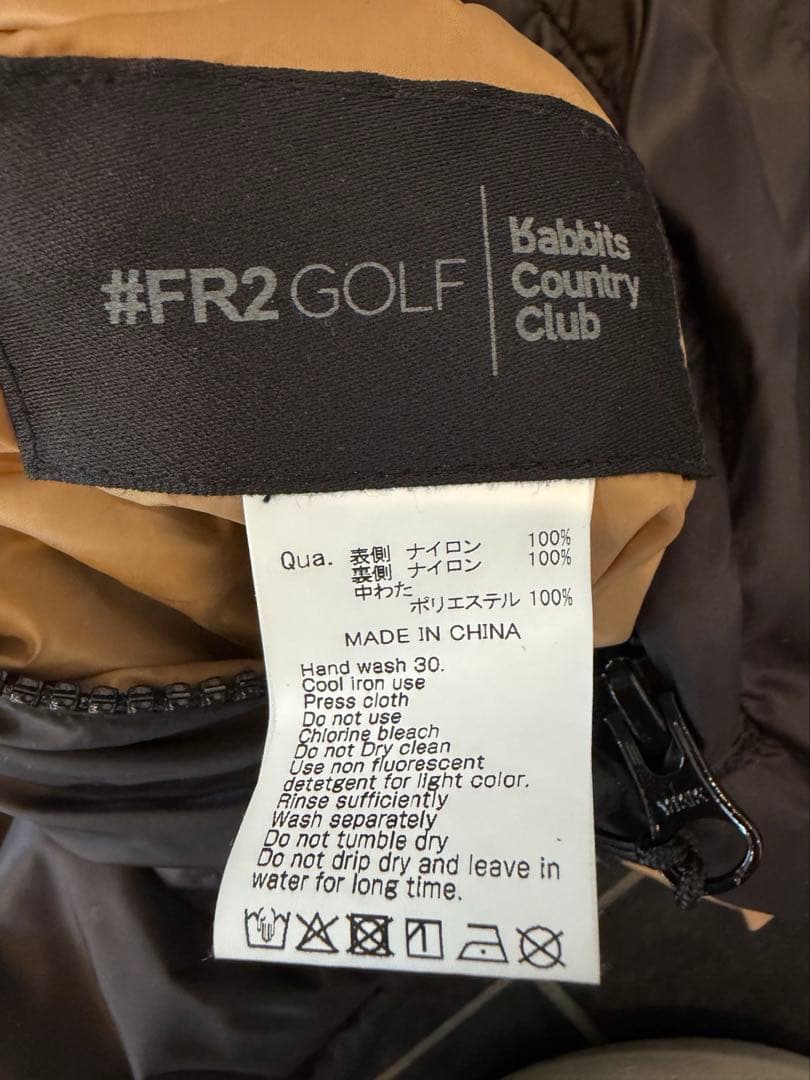 #FR2 GOLF
Rabbits
Country
Club
Qua. 表側 ナイロン 100%
裏側 ナイロン 100%
中わた
ポリエステル 100%
MADE IN CHINA
Hand wash 30.
Cool iron use
Press cloth
Do not use
Chlorine bleach
Do not Dry clean
Use non fluorescent
detetgent for light color.
Rinse sufficiently
Wash separately
Do not tumble dry
Do not drip dry and leave in
water for long time.